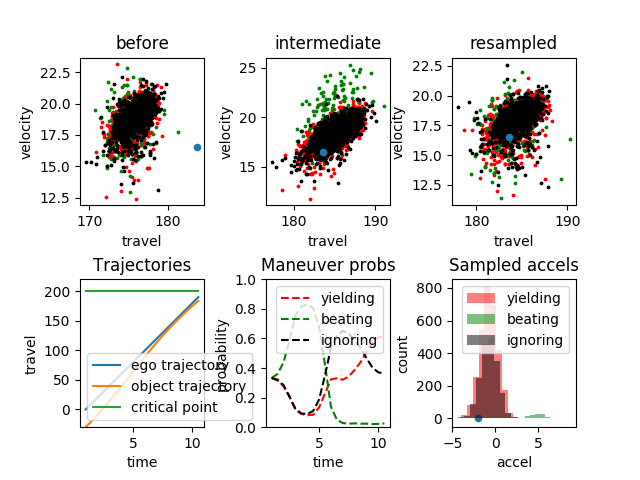 before
intermediate
resampled
velocity
22.5
20.0
17.5
15.0
12.5
170
180
travel
velocity
25
20
15
180
190
travel
velocity
22.5
20.0
17.5
15.0
12.5
180
190
travel
Trajectories
Maneuver probs
Sampled accels
travel
200
150
100
50
0
ego trajectory
object trajectory
critical point
5
10
time
probability
1.0
0.8
0.6
0.4
0.2
0.0
yielding
beating
ignoring
5
10
time
count
800
600
400
200
0
yielding
beating
ignoring
−5
0
5
accel